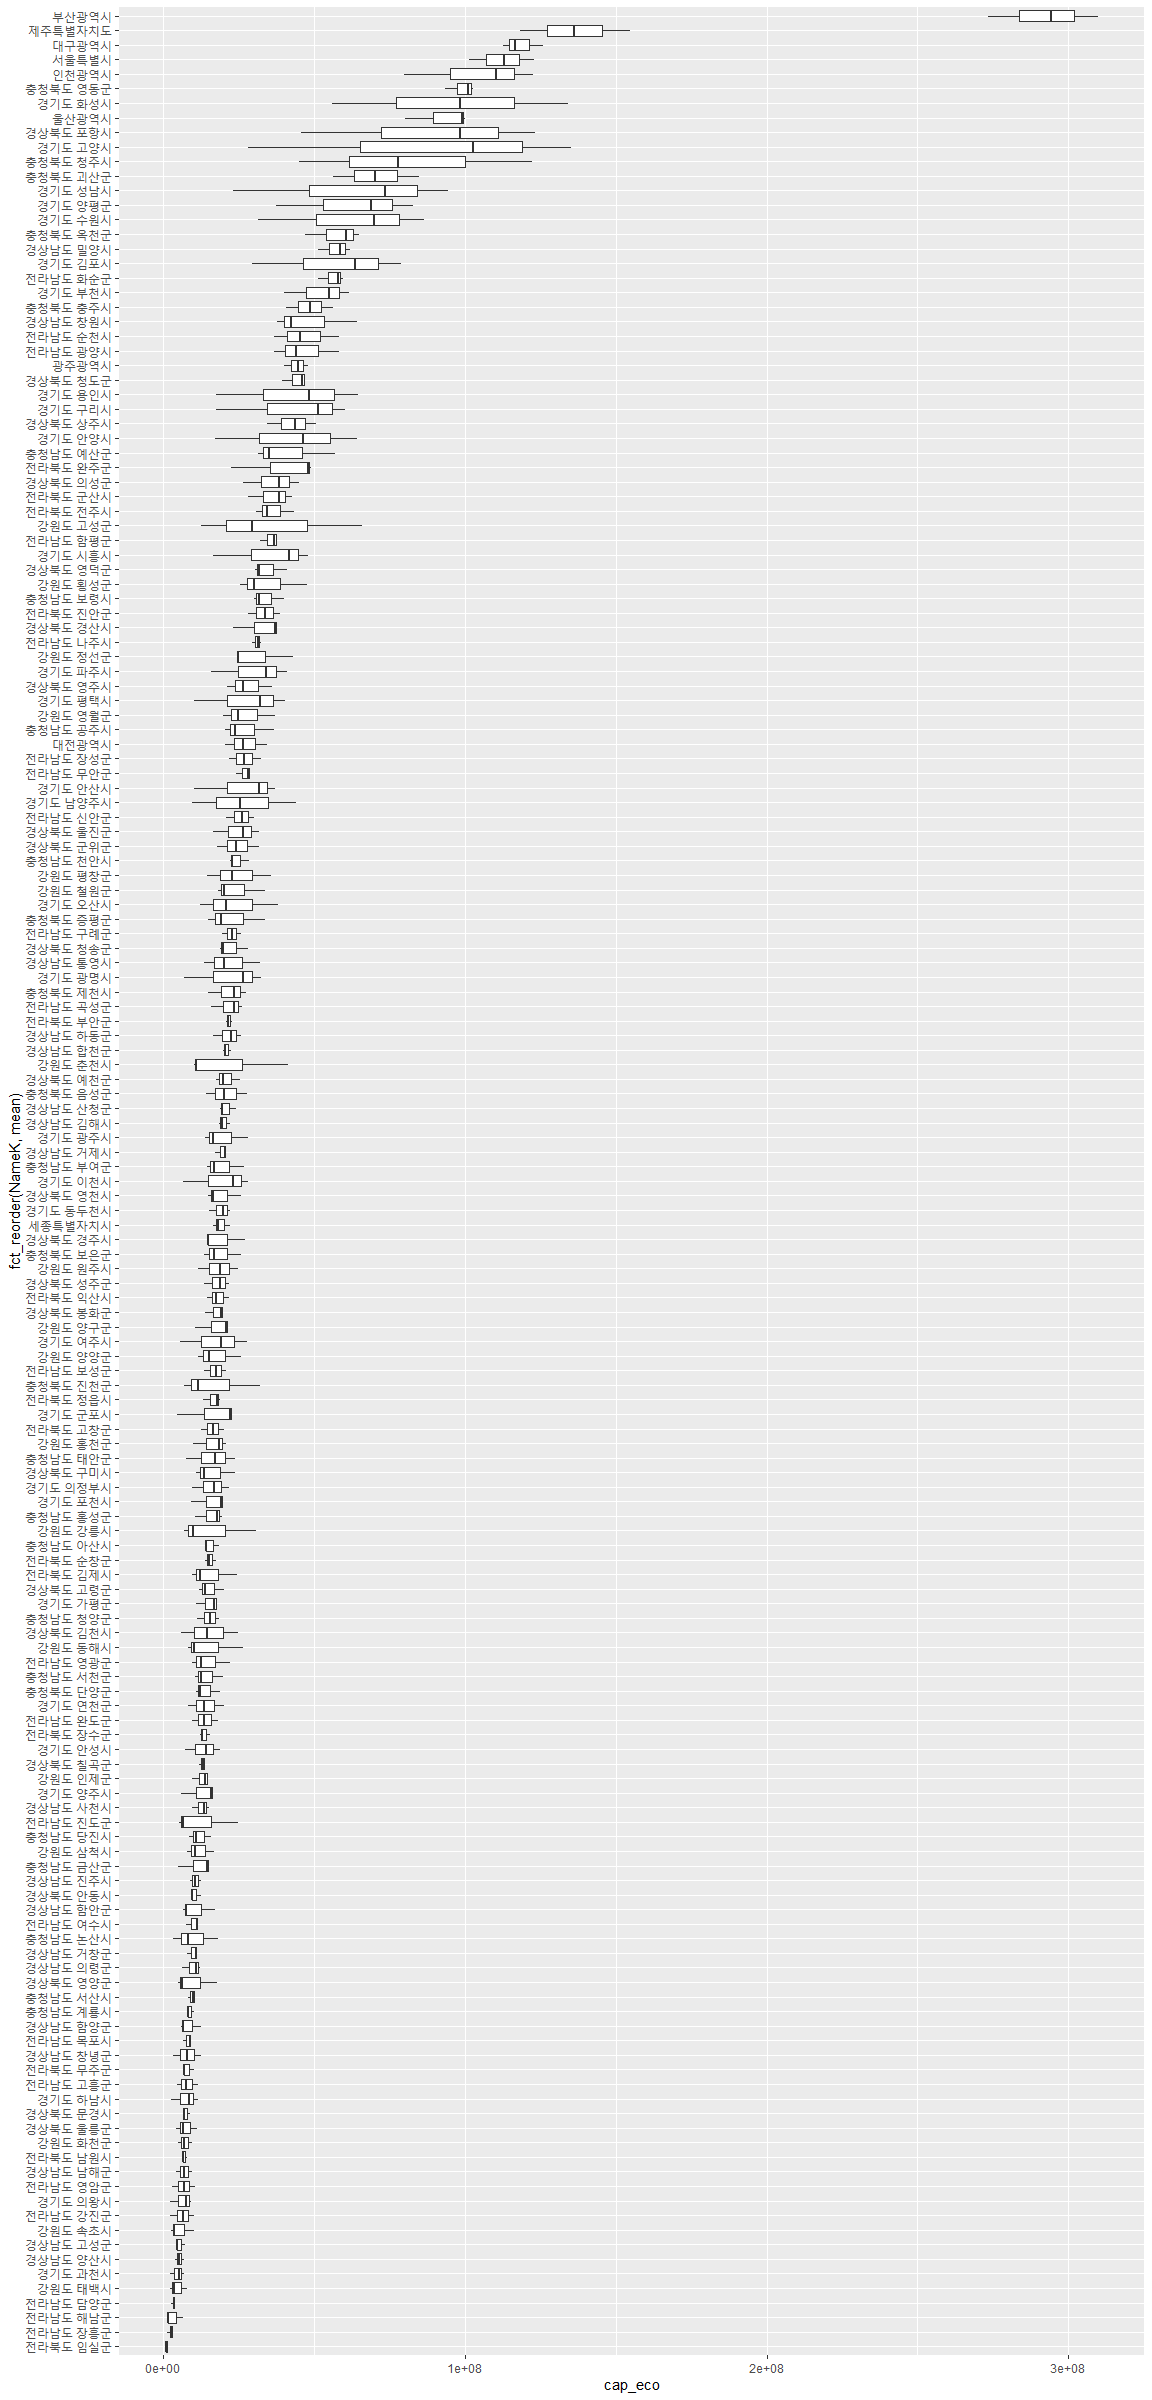 부산광역시
제주특별자치도
대구광역시
서울특별시
인천광역시
충청북도 영동군
경기도 화성시
울산광역시
경상북도 포항시
경기도 고양시
충청북도 청주시
충청북도 괴산군
경기도 성남시
경기도 양평군
경기도 수원시
충청북도 옥천군
경상남도 밀양시
경기도 김포시
전라남도 화순군
경기도 부천시
충청북도 충주시
경상남도 창원시
전라남도 순천시
전라남도 광양시
광주광역시
경상북도 청도군
경기도 용인시
경기도 구리시
경상북도 상주시
경기도 안양시
충청남도 예산군
전라북도 완주군
경상북도 의성군
전라북도 군산시
전라북도 전주시
강원도 고성군
전라남도 함평군
경기도 시흥시
경상북도 영덕군
강원도 횡성군
충청남도 보령시
전라북도 진안군
경상북도 경산시
전라남도 나주시
강원도 정선군
경기도 파주시
경상북도 영주시
경기도 평택시
강원도 영월군
충청남도 공주시
대전광역시
전라남도 장성군
전라남도 무안군
경기도 안산시
경기도 남양주시
전라남도 신안군
경상북도 울진군
경상북도 군위군
충청남도 천안시
강원도 평창군
강원도 철원군
경기도 오산시
충청북도 증평군
전라남도 구례군
경상북도 청송군
경상남도 통영시
경기도 광명시
충청북도 제천시
전라남도 곡성군
전라북도 부안군
경상남도 하동군
경상남도 합천군
강원도 춘천시
경상북도 예천군
충청북도 음성군
경상남도 산청군
경상남도 김해시
경기도 광주시
경상남도 거제시
충청남도 부여군
경기도 이천시
경상북도 영천시
경기도 동두천시
세종특별자치시
경상북도 경주시
충청북도 보은군
강원도 원주시
경상북도 성주군
전라북도 익산시
경상북도 봉화군
강원도 양구군
경기도 여주시
강원도 양양군
전라남도 보성군
충청북도 진천군
전라북도 정읍시
경기도 군포시
전라북도 고창군
강원도 홍천군
충청남도 태안군
경상북도 구미시
경기도 의정부시
경기도 포천시
충청남도 홍성군
강원도 강릉시
충청남도 아산시
전라북도 순창군
전라북도 김제시
경상북도 고령군
경기도 가평군
충청남도 청양군
경상북도 김천시
강원도 동해시
전라남도 영광군
충청남도 서천군
충청북도 단양군
경기도 연천군
전라남도 완도군
전라북도 장수군
경기도 안성시
경상북도 칠곡군
강원도 인제군
경기도 양주시
경상남도 사천시
전라남도 진도군
충청남도 당진시
강원도 삼척시
충청남도 금산군
경상남도 진주시
경상북도 안동시
경상남도 함안군
전라남도 여수시
충청남도 논산시
경상남도 거창군
경상남도 의령군
경상북도 영양군
충청남도 서산시
충청남도 계룡시
경상남도 함양군
전라남도 목포시
경상남도 창녕군
전라북도 무주군
전라남도 고흥군
경기도 하남시
경상북도 문경시
경상북도 울릉군
강원도 화천군
전라북도 남원시
경상남도 남해군
전라남도 영암군
경기도 의왕시
전라남도 강진군
강원도 속초시
경상남도 고성군
경상남도 양산시
경기도 과천시
강원도 태백시
전라남도 담양군
전라남도 해남군
전라남도 장흥군
전라북도 임실군
fct_reorder(NameK, mean)
0e+00 1e+08 2e+08 3e+08
cap_eco